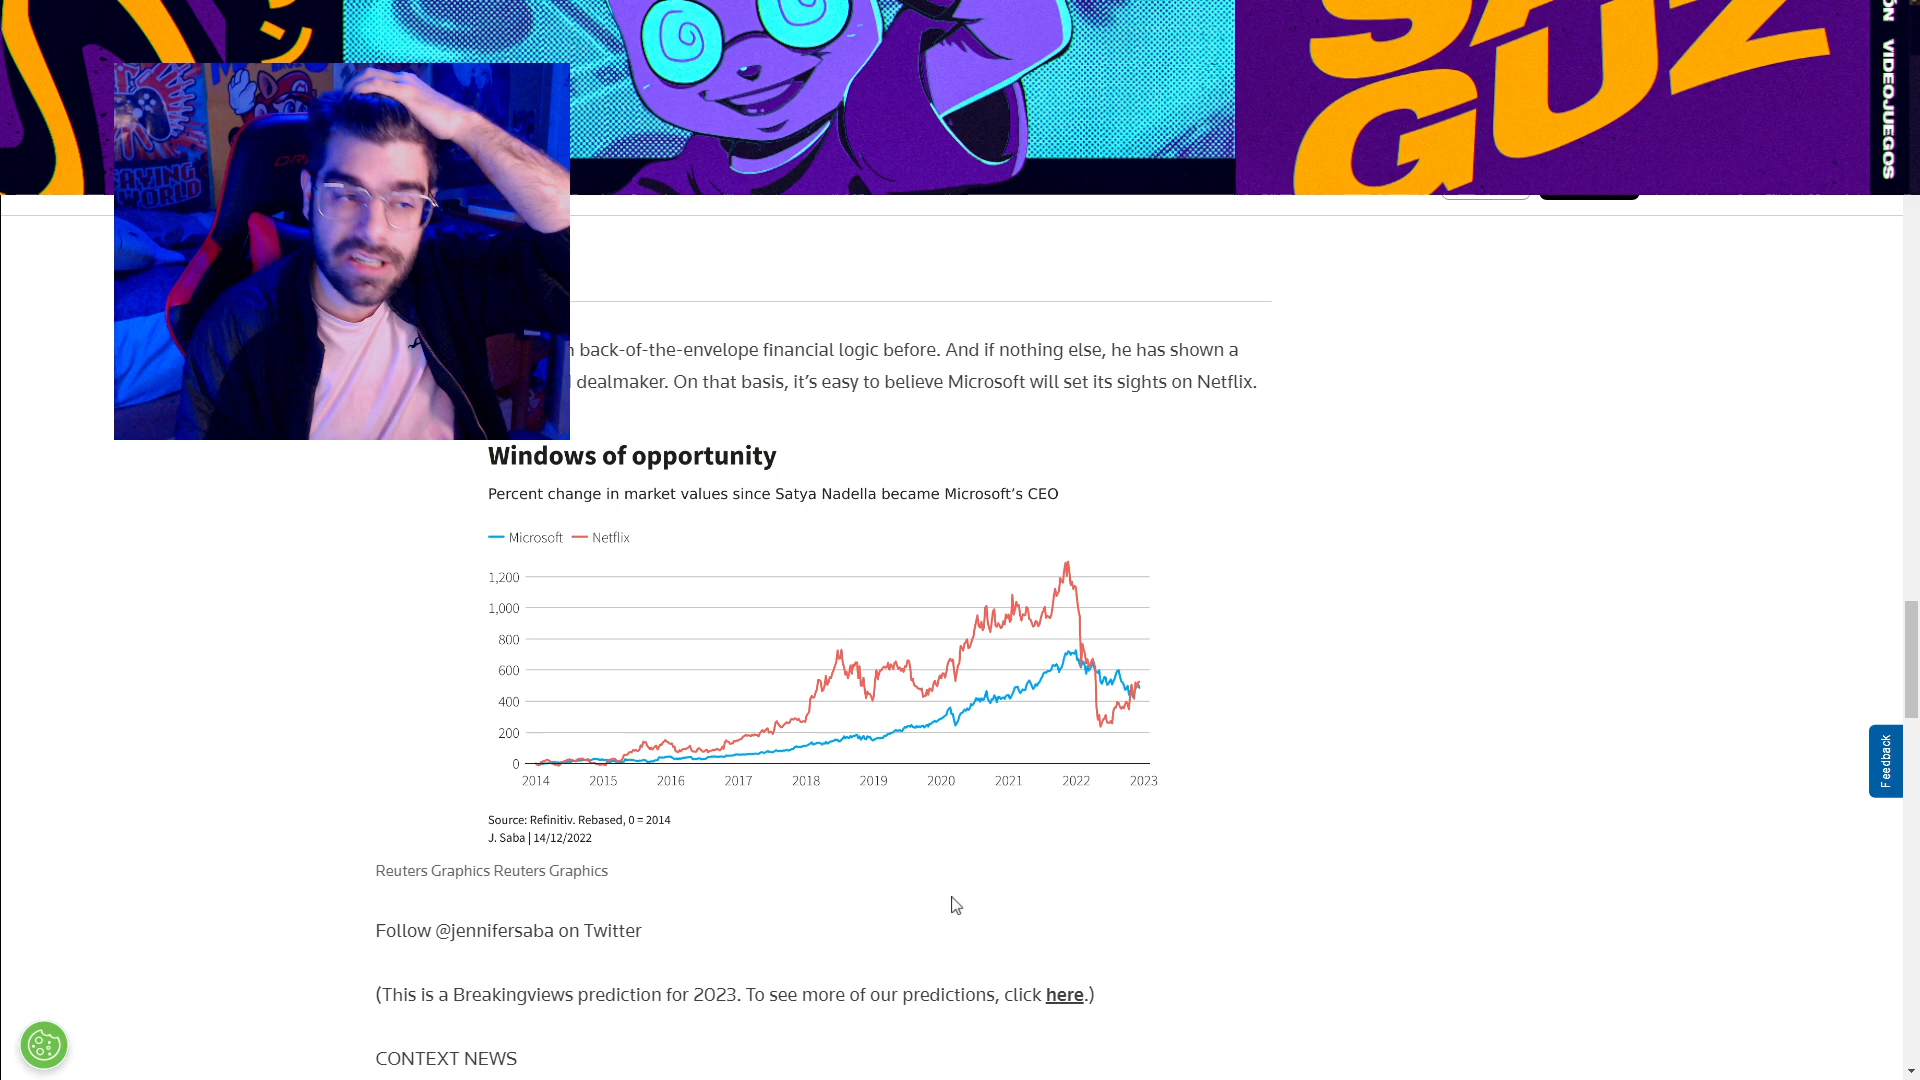 ン
GUZ
VIDEOJUEGOS
back-of-the-envelope financial logic before. And if nothing else, he has shown a
dealmaker. On that basis, it’s easy to believe Microsoft will set its sights on Netflix.
Windows of opportunity
Percent change in market values since Satya Nadella became Microsoft’s CEO
Microsoft Netflix
1,200
1,000
800
600
400
200
0
2014 2015 2016 2017 2018 2019 2020 2021 2022 2023
Source: Refinitiv. Rebased, 0 = 2014
J. Saba | 14/12/2022
Reuters Graphics Reuters Graphics
Follow @jennifersaba on Twitter
(This is a Breakingviews prediction for 2023. To see more of our predictions, click here.)
CONTEXT NEWS
Feedback